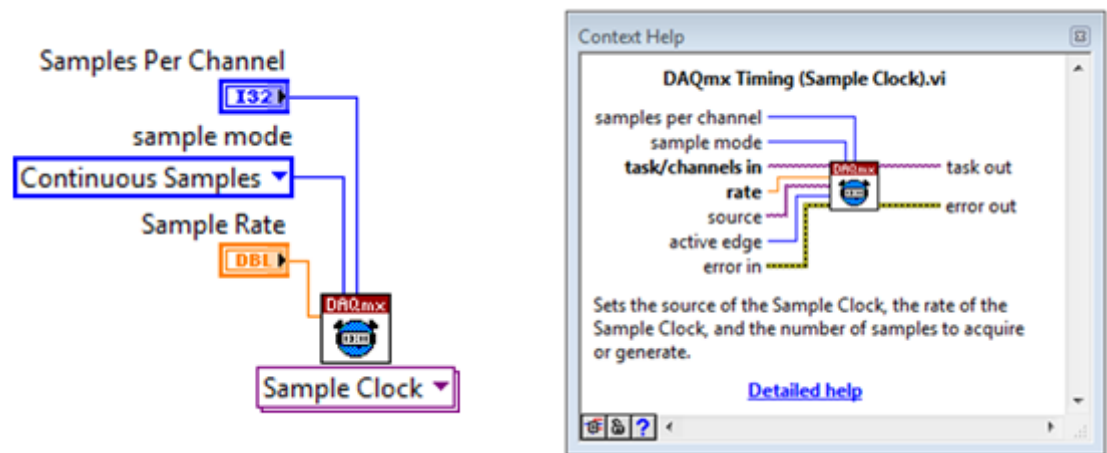 Samples Per Channel
I32
sample mode
Continuous Samples
Sample Rate
DBL
DAQmx
Sample Clock
Context Help
DAQmx Timing (Sample Clock).vi
samples per channel
sample mode
task/channels in
rate
source
active edge
error in
DAQmx
task out
error out
Sets the source of the Sample Clock, the rate of the
Sample Clock, and the number of samples to acquire
or generate.
Detailed help
?